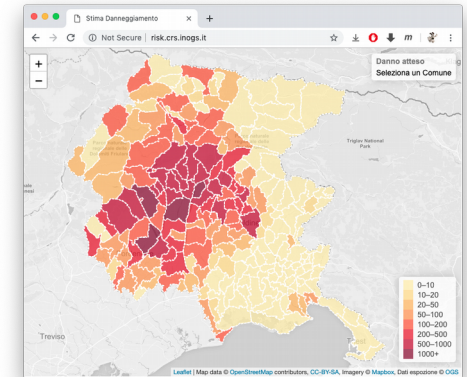 Stima Danneggiamento
Not Secure | risk.crs.inogs.it
+
−
Danno atteso
Seleziona un Comune
Triglav National
Park
Treviso
0–10
10–20
20–50
50–100
100–200
200–500
500–1000
1000+
Leaflet | Map data © OpenStreetMap contributors, CC-BY-SA, Imagery © Mapbox, Dati espozione © OGS